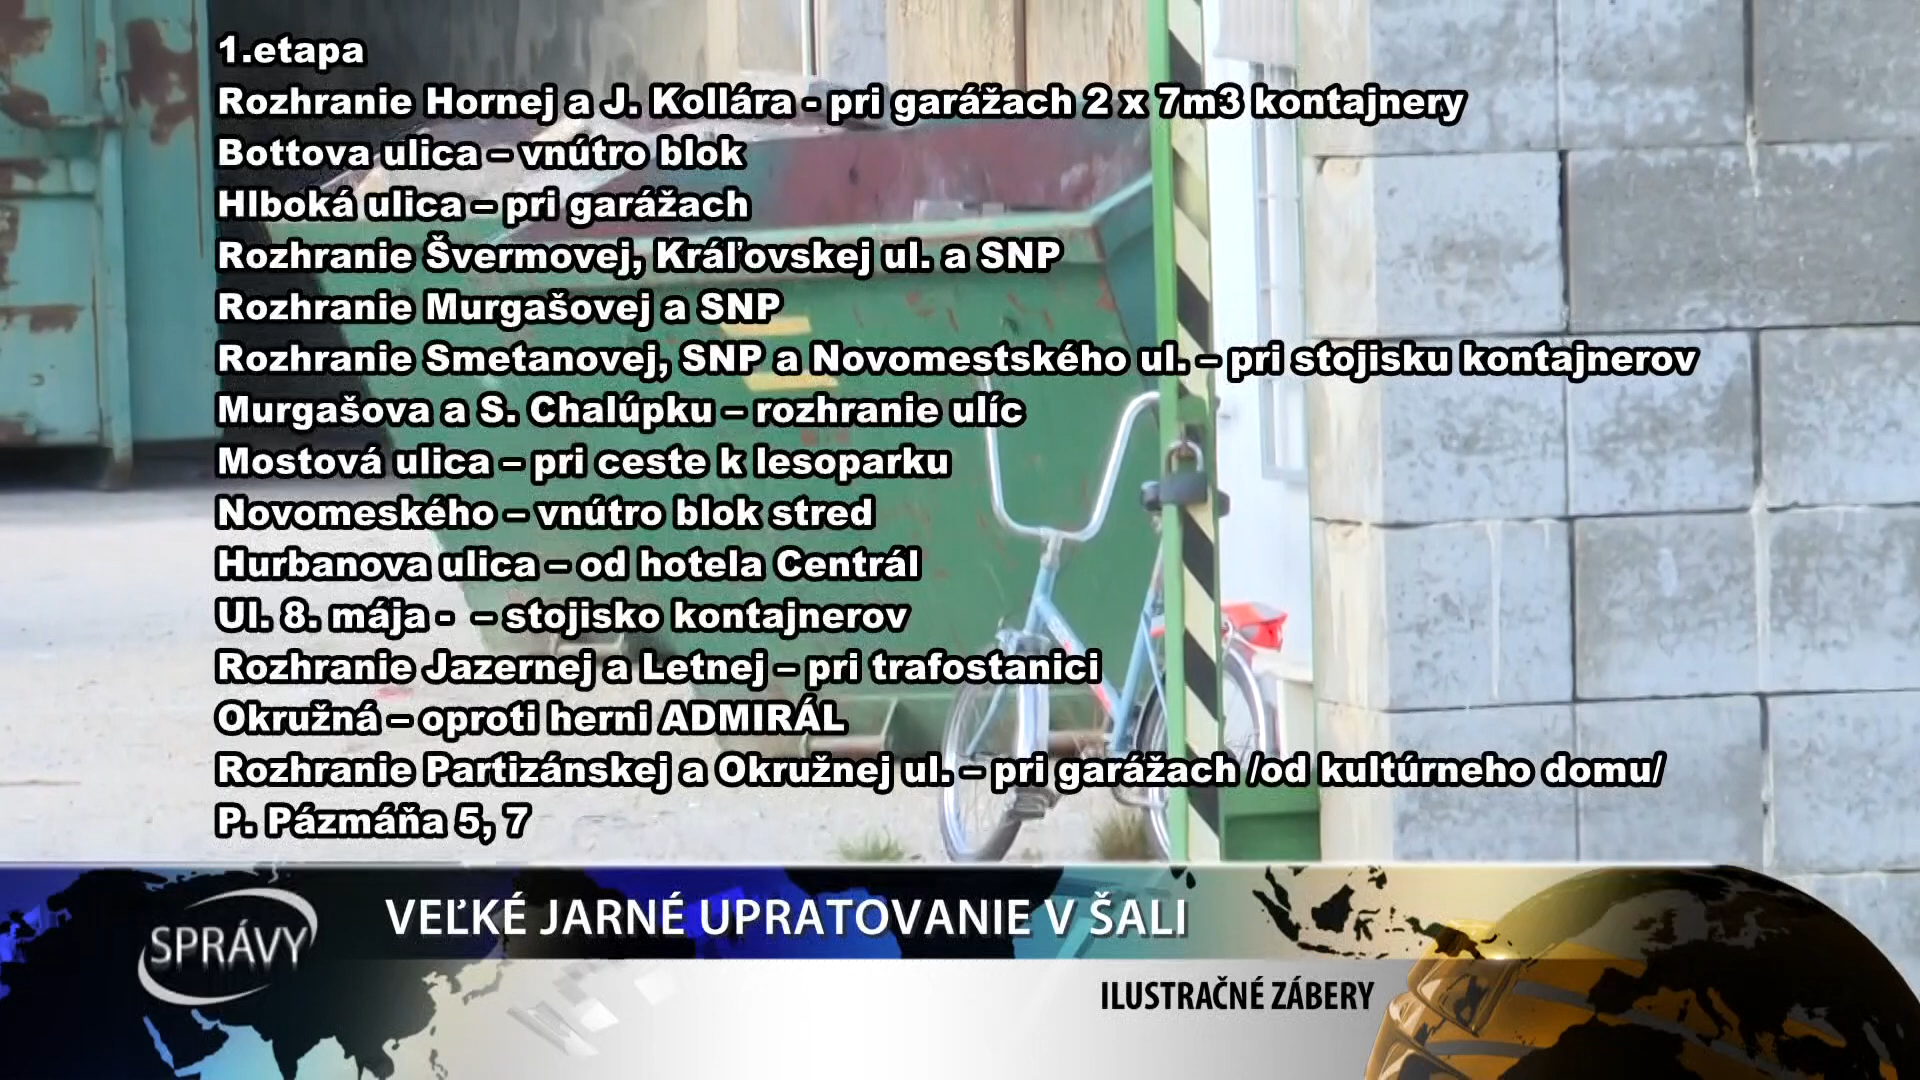 1.etapa
Rozhranie Hornej a J. Kollára - pri garážach 2 x 7m3 kontajnery
Bottova ulica – vnútro blok
Hlboká ulica – pri garážach
Rozhranie Švermovej, Kráľovskej ul. a SNP
Rozhranie Murgašovej a SNP
Rozhranie Smetanovej, SNP a Novomestského ul. – pri stojisku kontajnerov
Murgašova a S. Chalúpku – rozhranie ulíc
Mostová ulica – pri ceste k lesoparku
Novomeského – vnútro blok stred
Hurbanova ulica – od hotela Centrál
Ul. 8. mája -  – stojisko kontajnerov
Rozhranie Jazernej a Letnej – pri trafostanici
Okružná – oproti herni ADMIRÁL
Rozhranie Partizánskej a Okružnej ul. – pri garážach /od kultúrneho domu/
P. Pázmáňa 5, 7
VEĽKÉ JARNÉ UPRATOVANIE V ŠALI
SPRÁVY
ILUSTRAČNÉ ZÁBERY